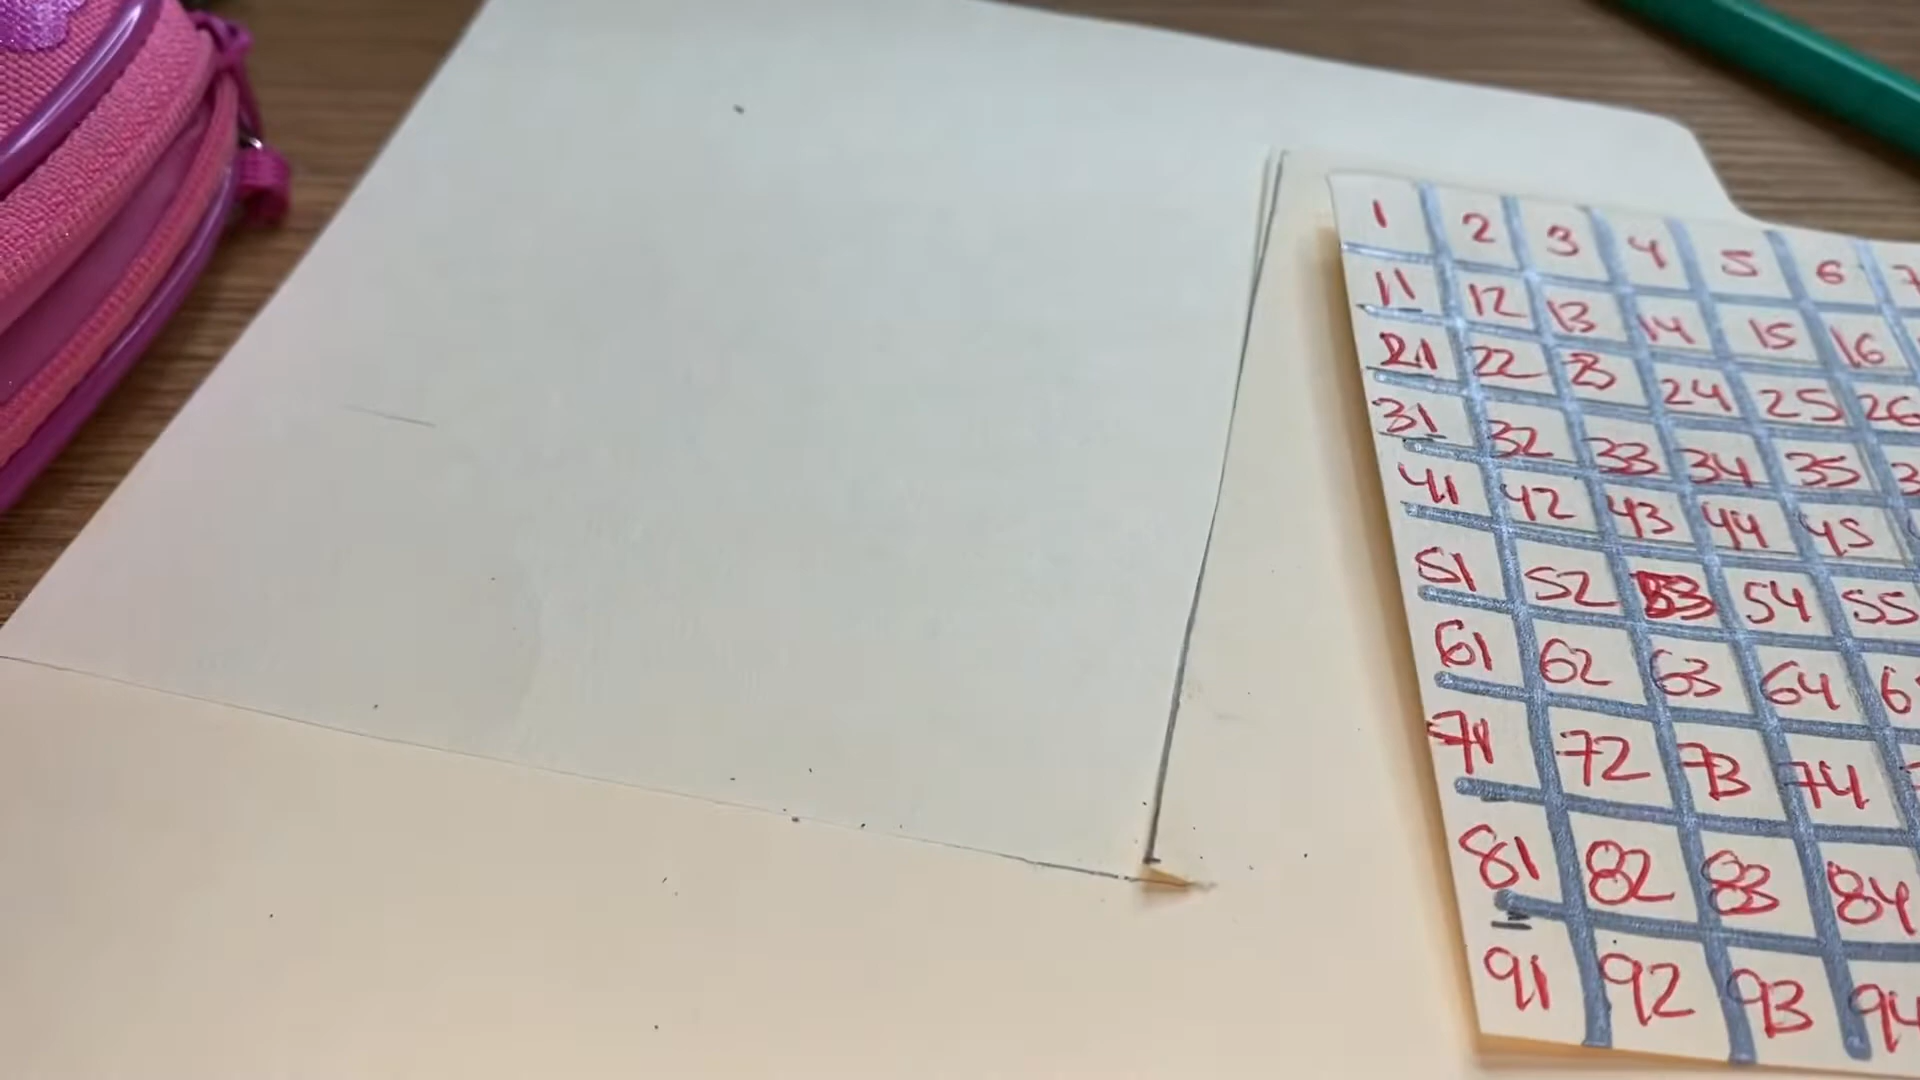 1 2 3 4 5 6 7
11 12 13 14 15 16
21 22 23 24 25 26
31 32 33 34 35
41 42 43 44 45
51 52 53 54 55
61 62 63 64
71 72 73 74
81 82 83 84
91 92 93 94